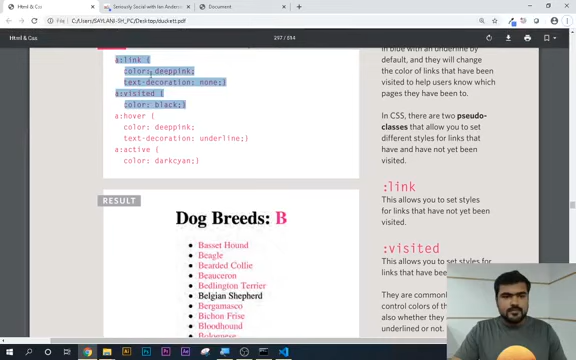 Html & Css
Seriously Social with Ian Anders
Document
C:/Users/SAYLANI-SH_PC/Desktop/duckett.pdf
Html & Css
297 / 514
a:link {
color: deeppink;
text-decoration: none;}
a:visited {
color: black;}
a:hover {
color: deeppink;
text-decoration: underline;}
a:active {
color: darkcyan;}
RESULT
Dog Breeds: B
Basset Hound
Beagle
Bearded Collie
Beauceron
Bedlington Terrier
Belgian Shepherd
Bergamasco
Bichon Frise
Bloodhound
in blue with an underline by
default, and they will change
the color of links that have been
visited to help users know which
pages they have been to.
In CSS, there are two pseudo-
classes that allow you to set
different styles for links that
have and have not yet been
visited.
:link
This allows you to set styles
for links that have not yet been
visited.
:visited
This allows you to set styles for
links that have
They are commonly
control colors of the
also whether they
underlined or not.